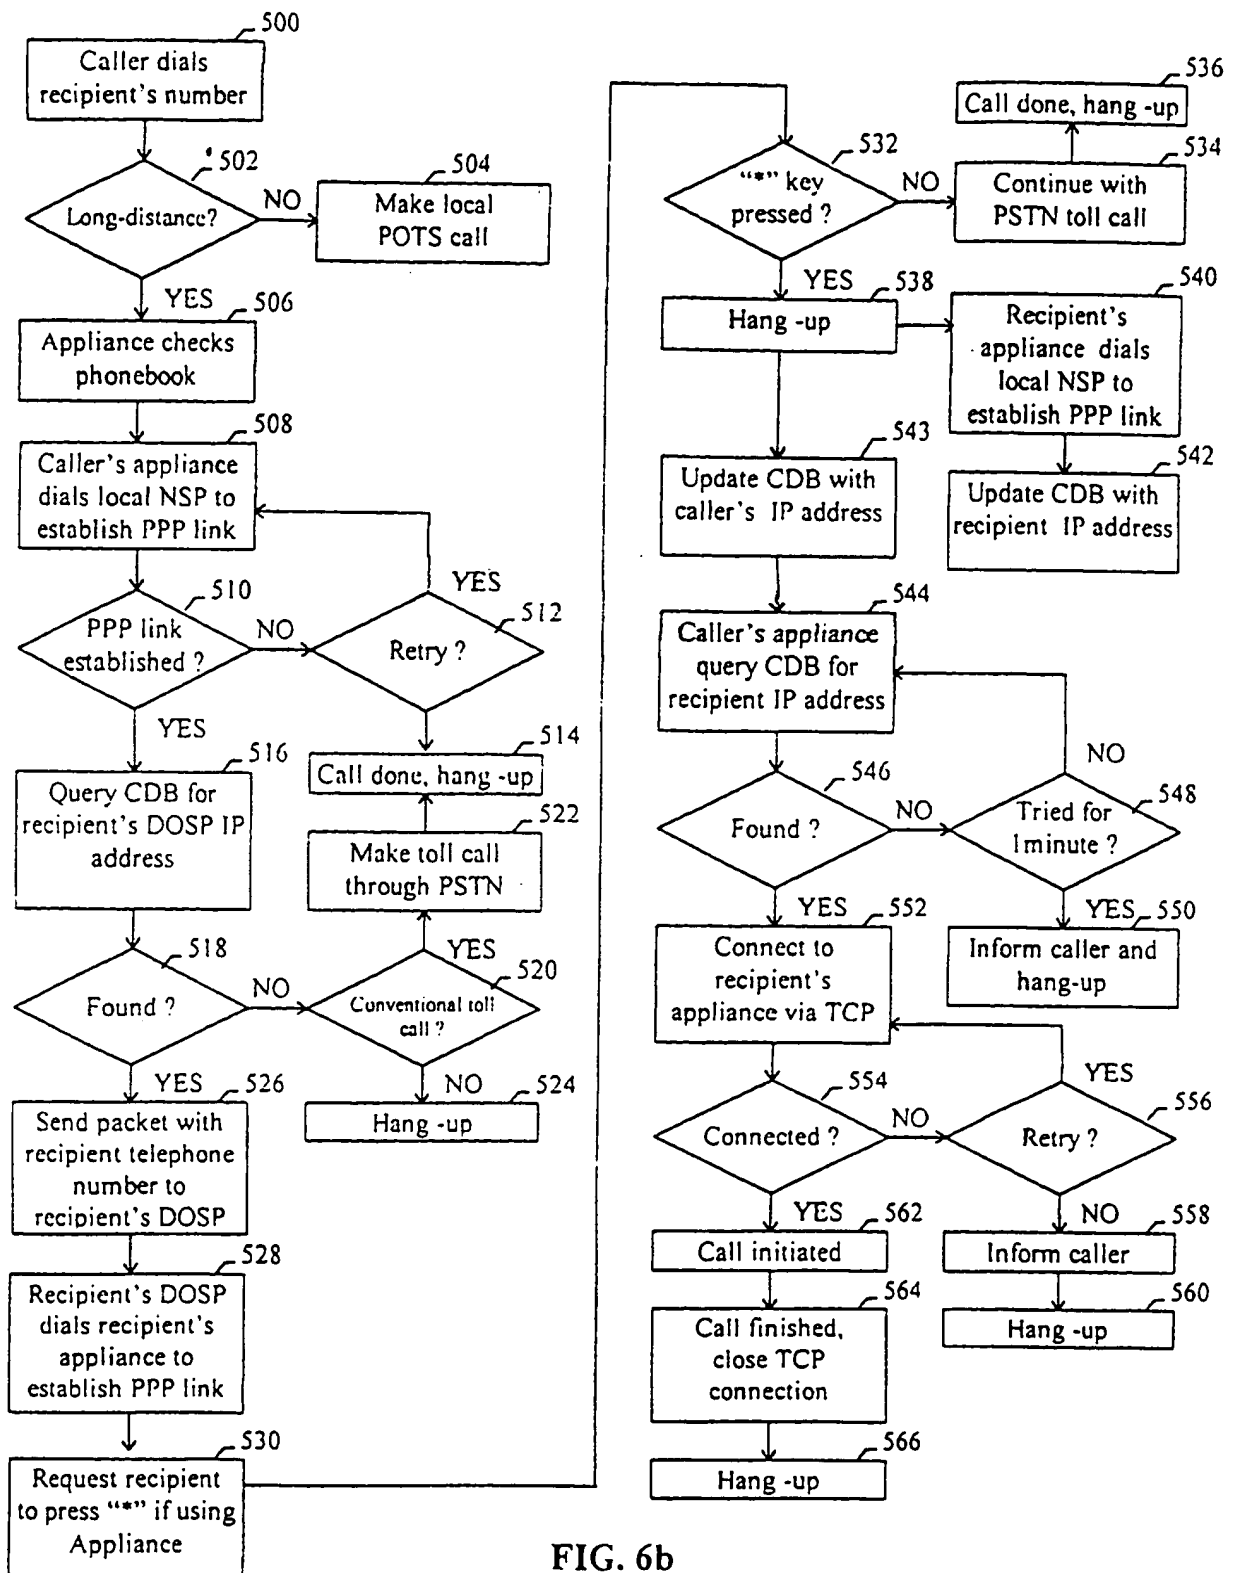 500
Caller dials
recipient's number
502
Long-distance?
NO
504
Make local
POTS call
YES
506
Appliance checks
phonebook
508
Caller's appliance
dials local NSP to
establish PPP link
510
PPP link
established ?
NO
YES
512
Retry ?
YES
514
Call done, hang -up
516
Query CDB for
recipient's DOSP IP
address
522
Make toll call
through PSTN
518
Found ?
NO
YES
520
Conventional toll
call ?
YES
526
Send packet with
recipient telephone
number to
recipient's DOSP
NO
524
Hang -up
528
Recipient's DOSP
dials recipient's
appliance to
establish PPP link
530
Request recipient
to press "*" if using
Appliance
532
"*" key
pressed ?
NO
536
Call done, hang -up
534
Continue with
PSTN toll call
YES
538
Hang -up
540
Recipient's
appliance dials
local NSP to
establish PPP link
543
Update CDB with
caller's IP address
542
Update CDB with
recipient IP address
544
Caller's appliance
query CDB for
recipient IP address
546
Found ?
NO
NO
548
Tried for
1minute ?
YES
552
Connect to
recipient's
appliance via TCP
YES
550
Inform caller and
hang-up
554
Connected ?
NO
YES
556
Retry ?
YES
562
Call initiated
NO
558
Inform caller
564
Call finished,
close TCP
connection
560
Hang -up
566
Hang -up
FIG. 6b